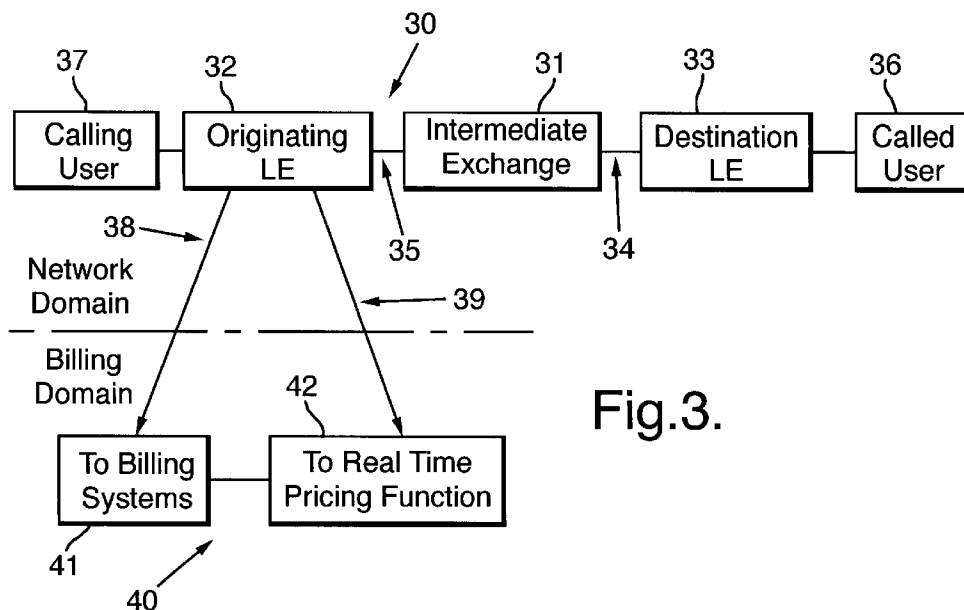 30
37
32
31
33
36
Calling
User
Originating
LE
Intermediate
Exchange
Destination
LE
Called
User
38
35
34
Network
Domain
39
Billing
Domain
42
Fig.3.
To Billing
Systems
To Real Time
Pricing Function
41
40